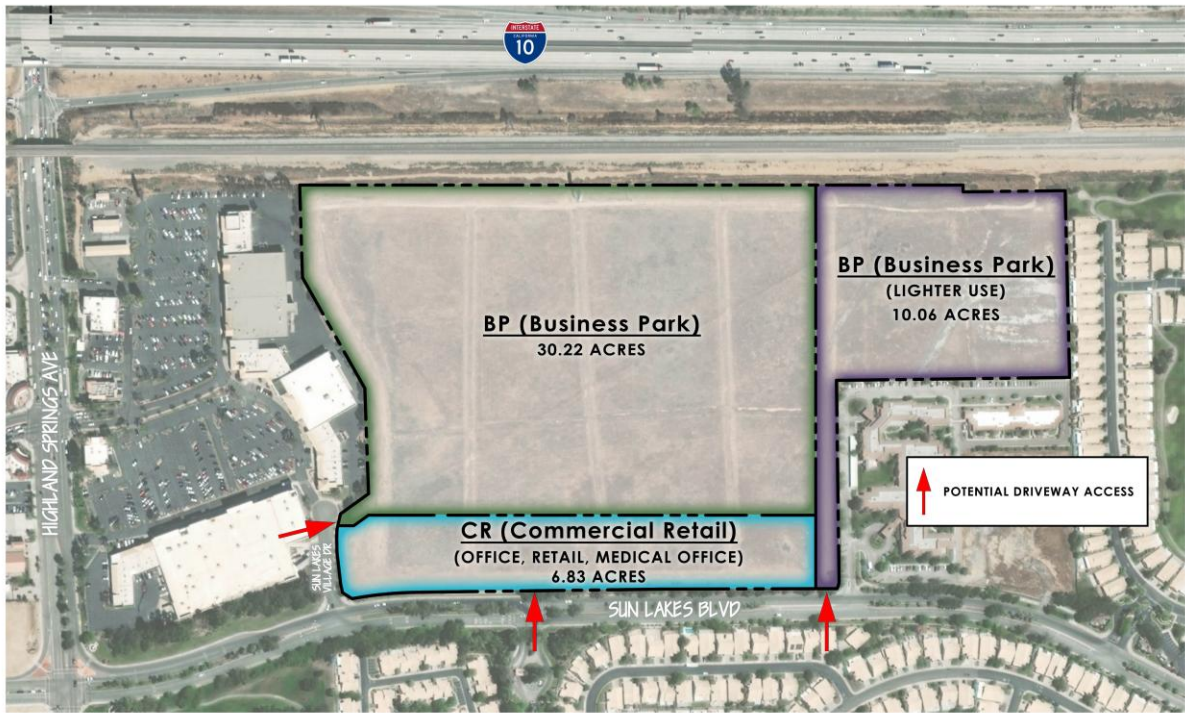 INTERSTATE
CALIFORNIA
10
BP (Business Park)
(LIGHTER USE)
10.06 ACRES
BP (Business Park)
30.22 ACRES
HIGHLAND SPRINGS AVE
POTENTIAL DRIVEWAY ACCESS
CR (Commercial Retail)
(OFFICE, RETAIL, MEDICAL OFFICE)
6.83 ACRES
SUN LAKES
VILLAGE DR
SUN LAKES BLVD